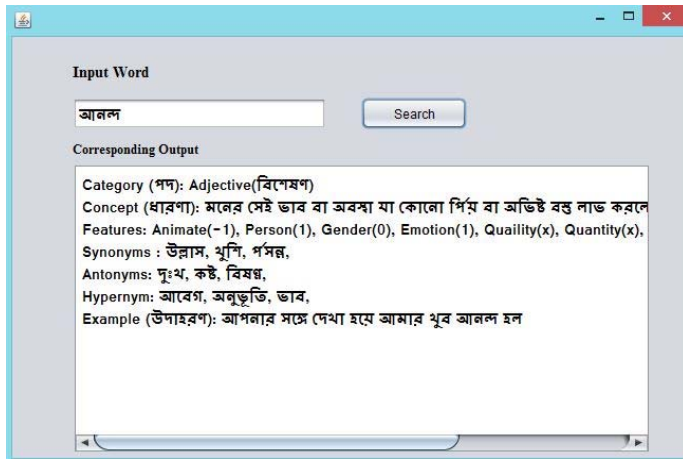 Input Word
আনন্দ
Search
Corresponding Output
Category (পদ): Adjective(বিশেষণ)
Concept (ধারণা): মনের সেই ভাব বা অবস্থা যা কোনো র্পিয় বা অভিষ্ট বস্তু লাভ করলে
Features: Animate(-1), Person(1), Gender(0), Emotion(1), Quaility(x), Quantity(x),
Synonyms : উল্লাস, খুশি, র্পসন্ন,
Antonyms: দুঃখ, কষ্ট, বিষণ্ণ,
Hypernym: আবেগ, অনুভূতি, ভাব,
Example (উদাহরণ): আপনার সঙ্গে দেখা হয়ে আমার খুব আনন্দ হল